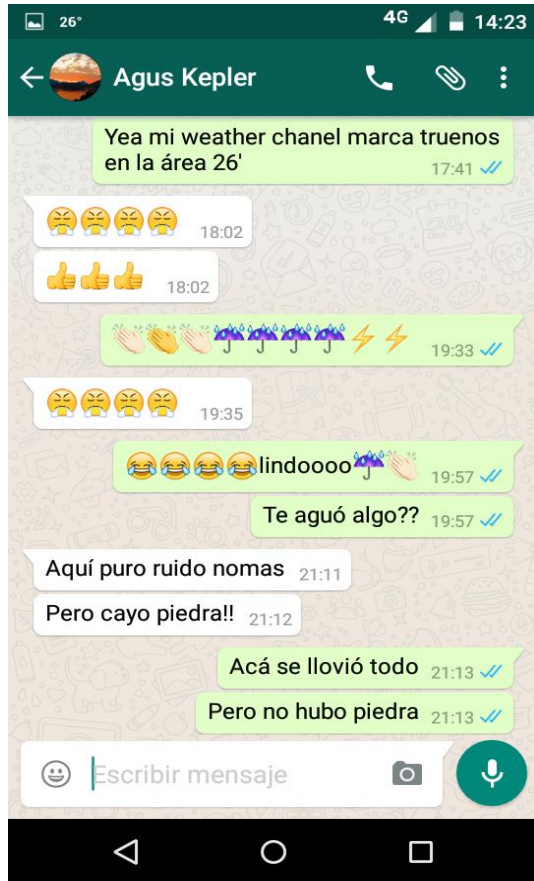 26° 4G 14:23
Agus Kepler
Yea mi weather chanel marca truenos
en la área 26'
17:41
😤😤😤😤 18:02
👍👍👍 18:02
👏🏻👏👏🏻☔☔☔☔⚡⚡ 19:33
😤😤😤😤 19:35
😂😂😂😂lindoooo☔👏🏻 19:57
Te aguó algo?? 19:57
Aquí puro ruido nomas 21:11
Pero cayo piedra!! 21:12
Acá se llovió todo 21:13
Pero no hubo piedra 21:13
Escribir mensaje